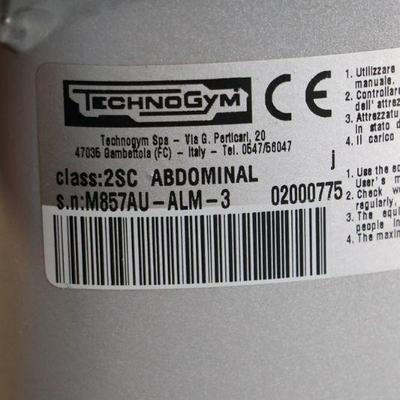 TECHNOGYM
CE
Technogym Spa - Via G. Perticari, 20
47035 Gambettola (FC) - Italy - Tel. 0547/56047
j
class:2SC ABDOMINAL
s.n:M857AU-ALM-3 02000775
1. Utilizzare
manuale.
2. Controllare
dell' attrez
3. Attrezzatu
in stato d
4. Il carico
1. Use the e
User's m
2. Check w
regularly,
3. The equi
people in
4. The maxim